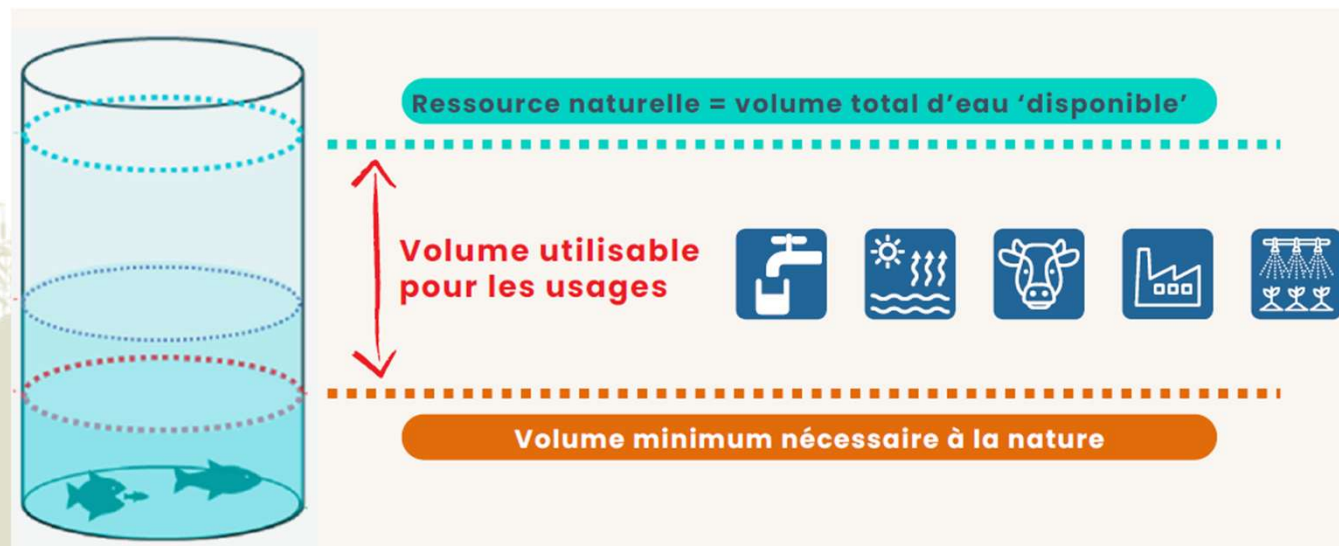 Ressource naturelle = volume total d’eau ‘disponible’
Volume utilisable
pour les usages
Volume minimum nécessaire à la nature